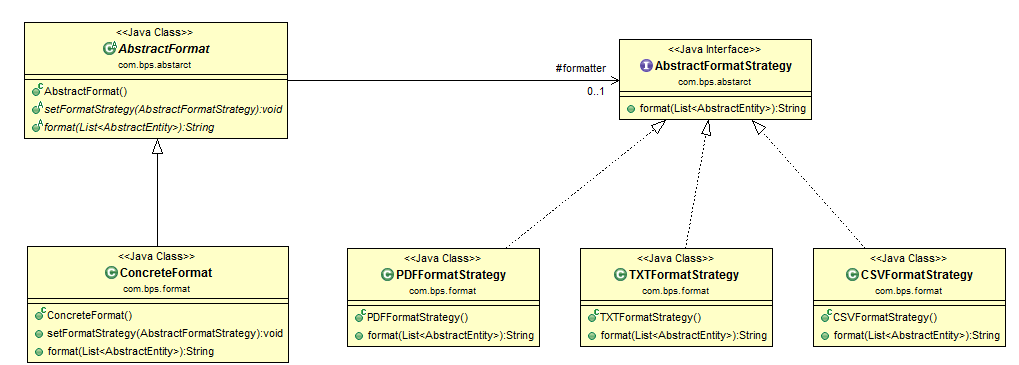 <<Java Class>>
AbstractFormat
com.bps.abstarct
AbstractFormat()
setFormatStrategy(AbstractFormatStrategy):void
format(List<AbstractEntity>):String
#formatter
0..1
<<Java Interface>>
AbstractFormatStrategy
com.bps.abstarct
format(List<AbstractEntity>):String
<<Java Class>>
ConcreteFormat
com.bps.format
ConcreteFormat()
setFormatStrategy(AbstractFormatStrategy):void
format(List<AbstractEntity>):String
<<Java Class>>
PDFFormatStrategy
com.bps.format
PDFFormatStrategy()
format(List<AbstractEntity>):String
<<Java Class>>
TXTFormatStrategy
com.bps.format
TXTFormatStrategy()
format(List<AbstractEntity>):String
<<Java Class>>
CSVFormatStrategy
com.bps.format
CSVFormatStrategy()
format(List<AbstractEntity>):String